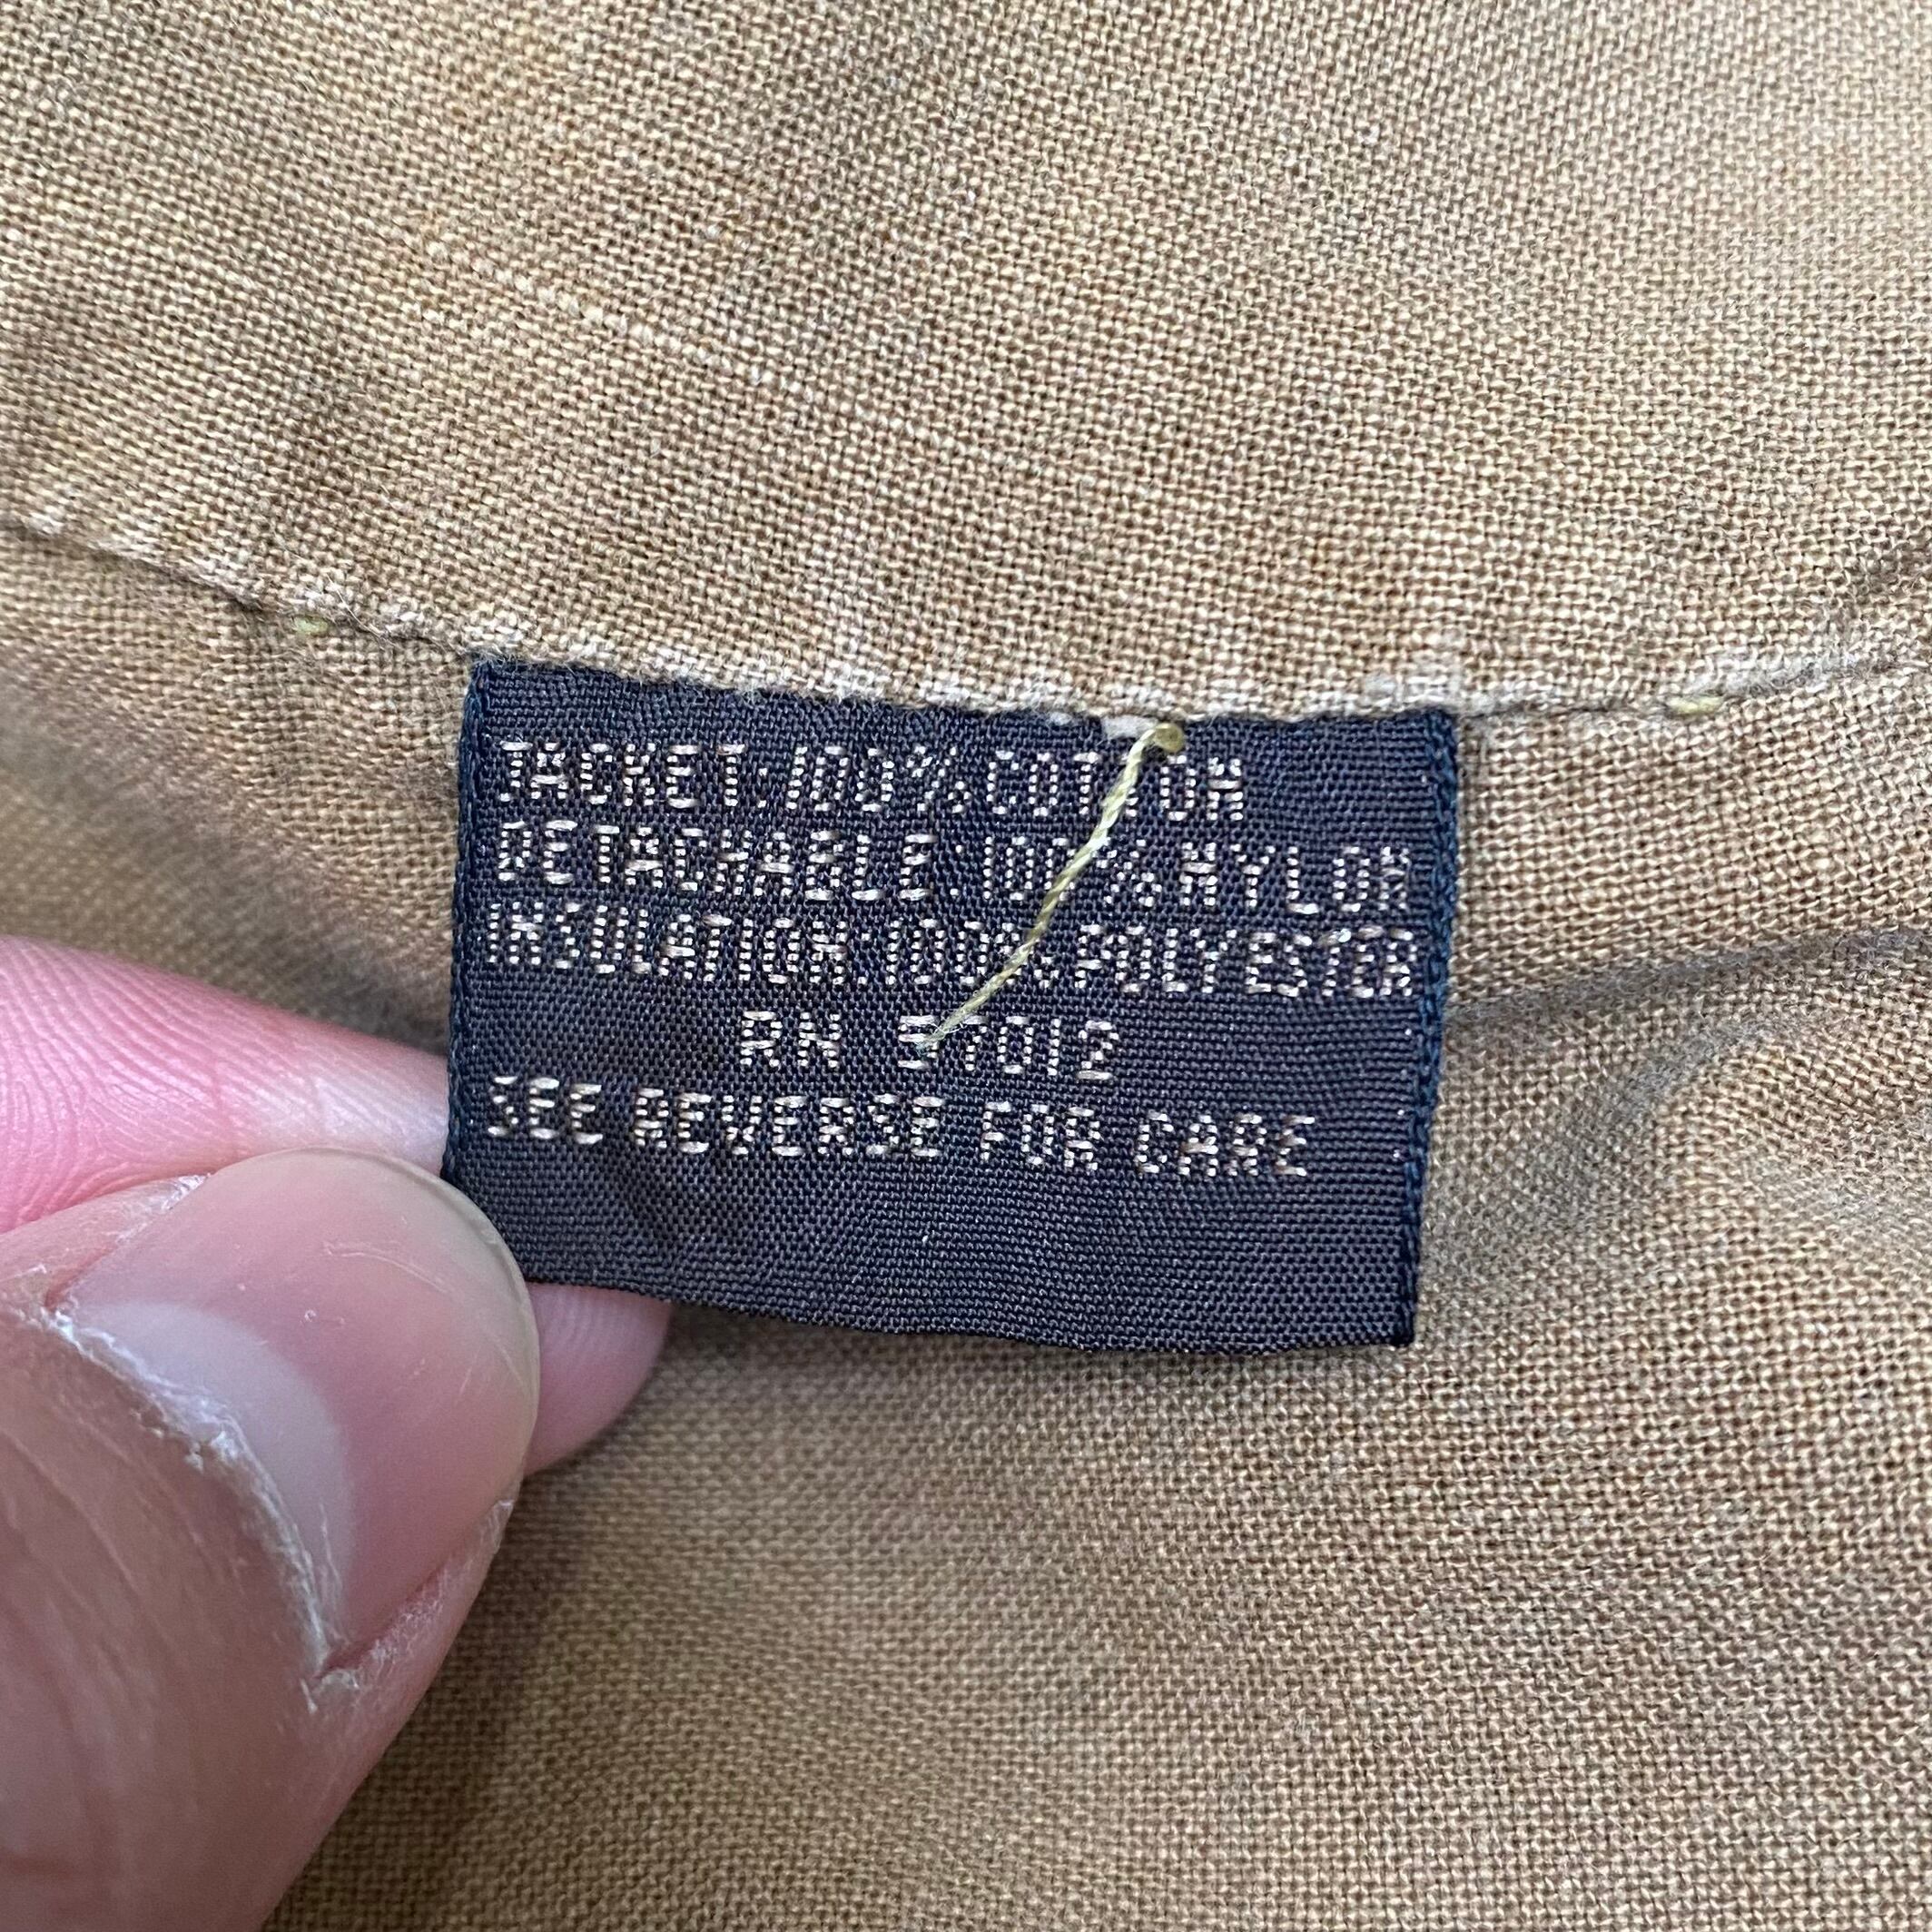 JACKET: 100% COTTON
DETACHABLE: 100% NYLON
INSULATION: 100% POLYESTER
RN 57012
SEE REVERSE FOR CARE